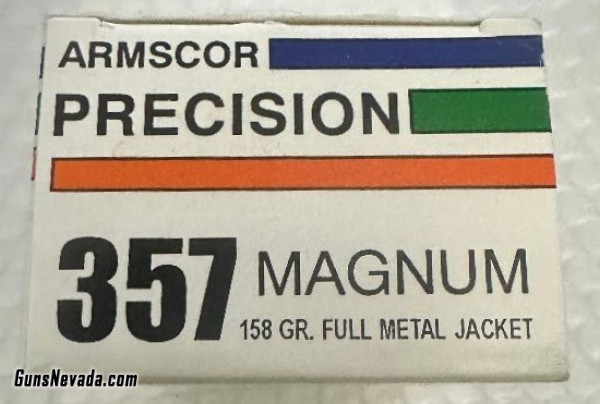 ARMSCOR
PRECISION
357 MAGNUM
158 GR. FULL METAL JACKET
GunsNevada.com